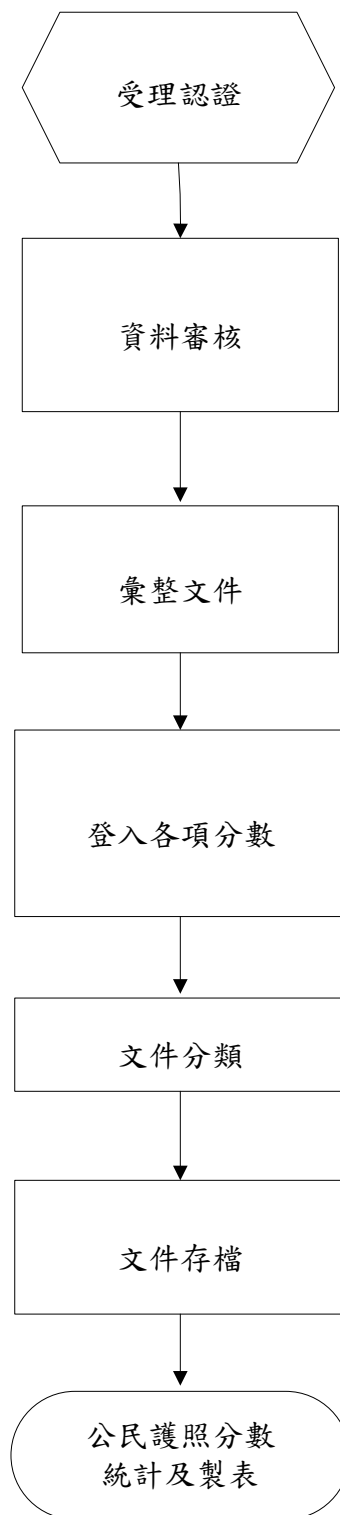 受理認證
資料審核
彙整文件
登入各項分數
文件分類
文件存檔
公民護照分數
統計及製表